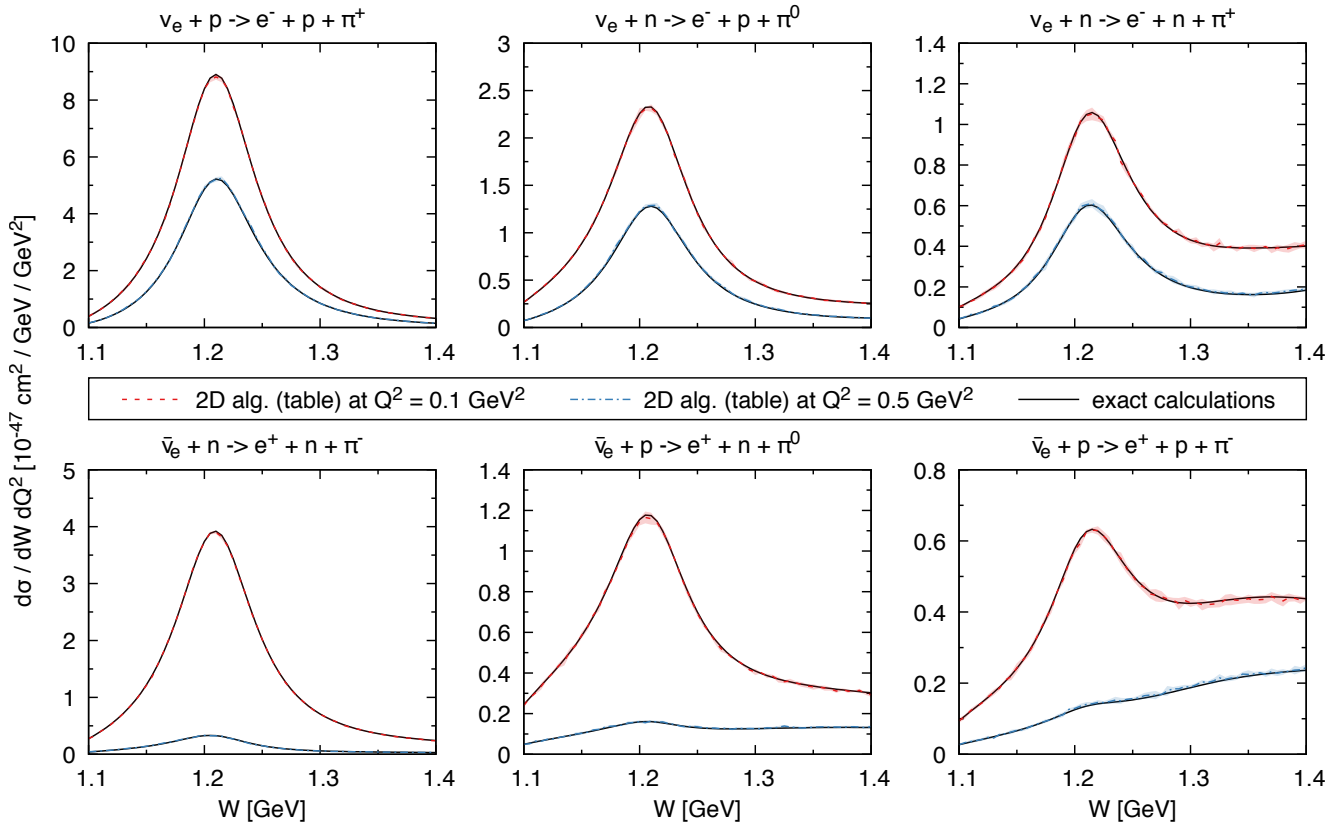 ν_e + p -> e⁻ + p + π⁺
ν_e + n -> e⁻ + p + π⁰
ν_e + n -> e⁻ + n + π⁺
10
8
6
4
2
0
1.1 1.2 1.3 1.4
2.5
2
1.5
1
0.5
0
1.1 1.2 1.3 1.4
1.4
1.2
1
0.8
0.6
0.4
0.2
0
1.1 1.2 1.3 1.4
dσ / dW dQ² [10⁻⁴⁷ cm² / GeV / GeV²]
2D alg. (table) at Q² = 0.1 GeV² 2D alg. (table) at Q² = 0.5 GeV² exact calculations
ν̄_e + n -> e⁺ + n + π⁻
ν̄_e + p -> e⁺ + n + π⁰
ν̄_e + p -> e⁺ + p + π⁻
5
4
3
2
1
0
1.1 1.2 1.3 1.4
W [GeV]
1.4
1.2
1
0.8
0.6
0.4
0.2
0
1.1 1.2 1.3 1.4
W [GeV]
0.8
0.6
0.4
0.2
0
1.1 1.2 1.3 1.4
W [GeV]